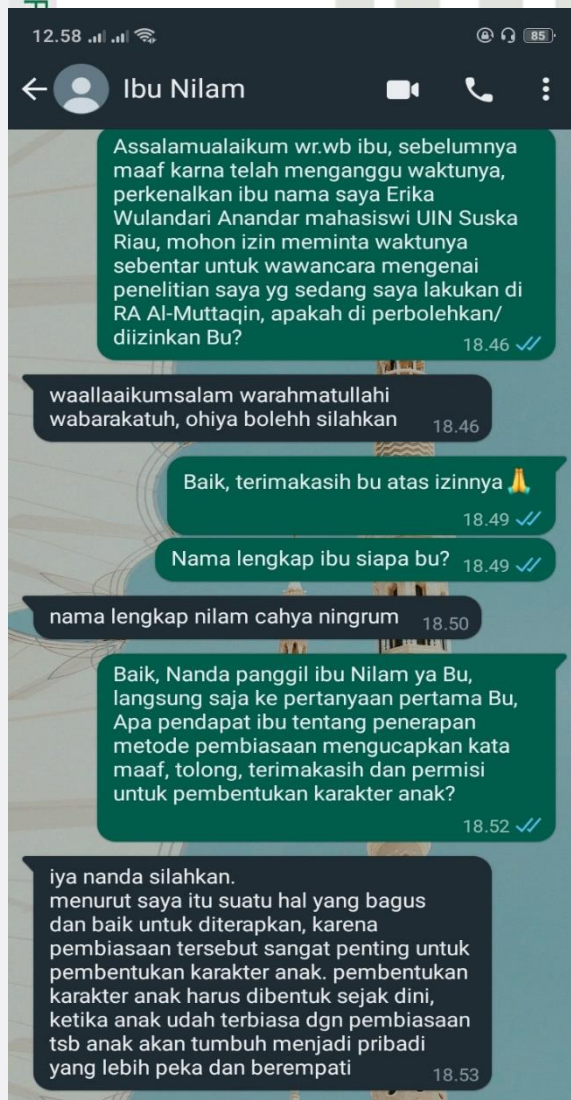 12.58
85
Ibu Nilam
Assalamualaikum wr.wb ibu, sebelumnya
maaf karna telah menganggu waktunya,
perkenalkan ibu nama saya Erika
Wulandari Anandar mahasiswi UIN Suska
Riau, mohon izin meminta waktunya
sebentar untuk wawancara mengenai
penelitian saya yg sedang saya lakukan di
RA Al-Muttaqin, apakah di perbolehkan/
diizinkan Bu?
18.46
waallaaikumsalam warahmatullahi
wabarakatuh, ohiya bolehh silahkan
18.46
Baik, terimakasih bu atas izinnya 🙏
18.49
Nama lengkap ibu siapa bu?
18.49
nama lengkap nilam cahya ningrum
18.50
Baik, Nanda panggil ibu Nilam ya Bu,
langsung saja ke pertanyaan pertama Bu,
Apa pendapat ibu tentang penerapan
metode pembiasaan mengucapkan kata
maaf, tolong, terimakasih dan permisi
untuk pembentukan karakter anak?
18.52
iya nanda silahkan.
menurut saya itu suatu hal yang bagus
dan baik untuk diterapkan, karena
pembiasaan tersebut sangat penting untuk
pembentukan karakter anak. pembentukan
karakter anak harus dibentuk sejak dini,
ketika anak udah terbiasa dgn pembiasaan
tsb anak akan tumbuh menjadi pribadi
yang lebih peka dan berempati
18.53